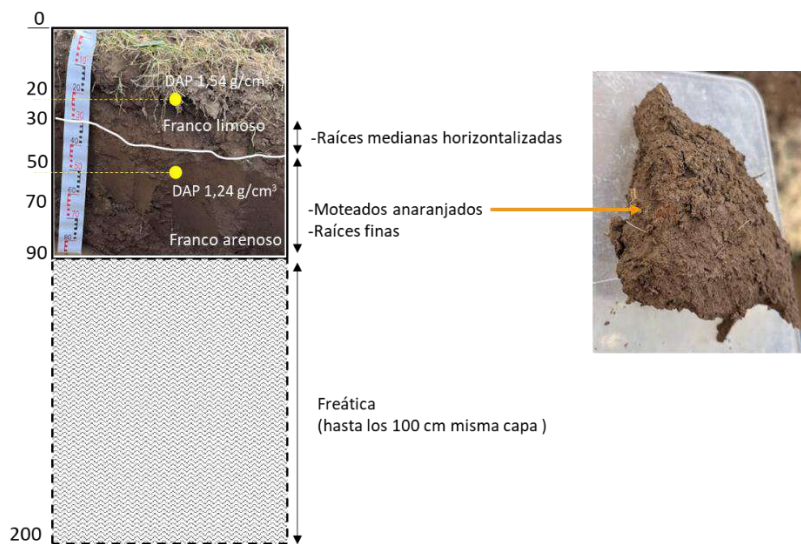 0
20
30
50
70
90
200
DAP 1,54 g/cm³
Franco limoso
DAP 1,24 g/cm³
Franco arenoso
-Raíces medianas horizontalizadas
-Moteados anaranjados
-Raíces finas
Freática
(hasta los 100 cm misma capa )